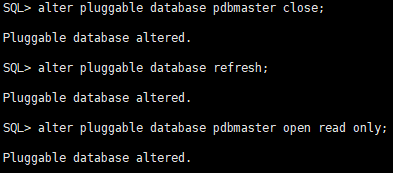 SQL> alter pluggable database pdbmaster close;
Pluggable database altered.
SQL> alter pluggable database refresh;
Pluggable database altered.
SQL> alter pluggable database pdbmaster open read only;
Pluggable database altered.